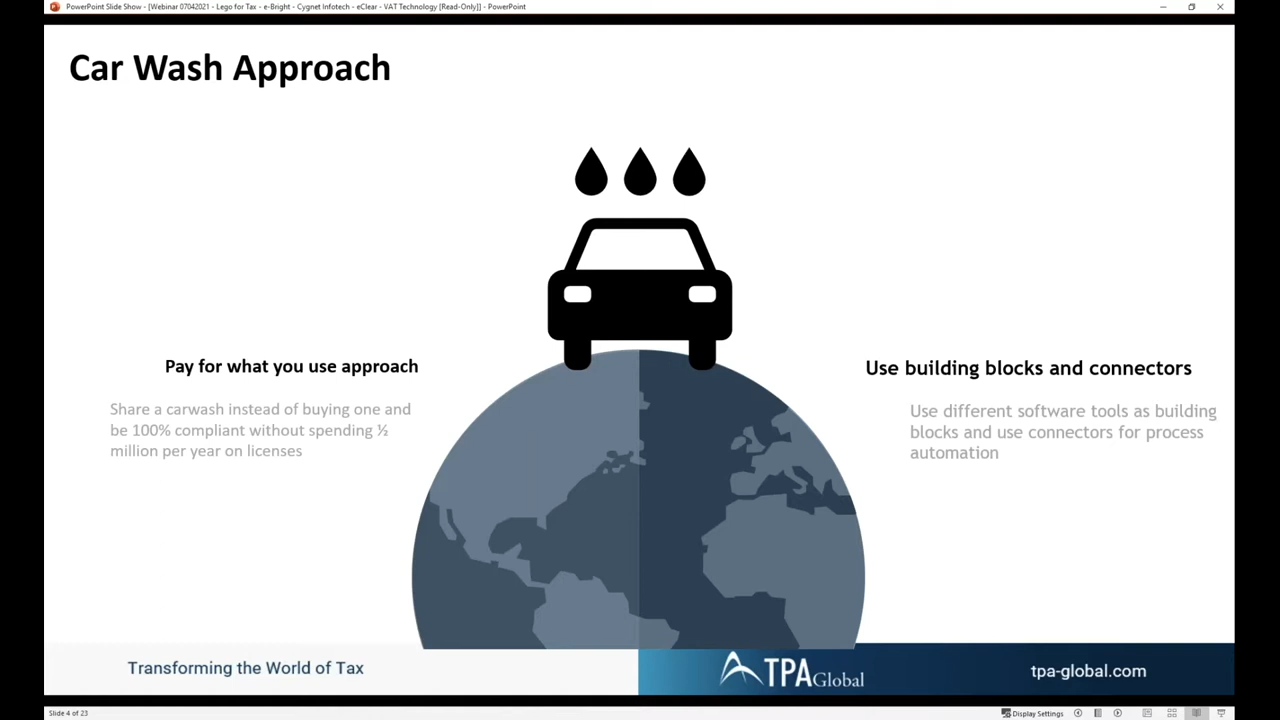 PowerPoint Slide Show - [Webinar 07042021 - Lego for Tax - e-Bright - Cygnet Infotech - eClear - VAT Technology [Read-Only]] - PowerPoint
Car Wash Approach
Pay for what you use approach
Share a carwash instead of buying one and
be 100% compliant without spending ½
million per year on licenses
Use building blocks and connectors
Use different software tools as building
blocks and use connectors for process
automation
Transforming the World of Tax
TPA Global
tpa-global.com
Slide 4 of 23
Display Settings